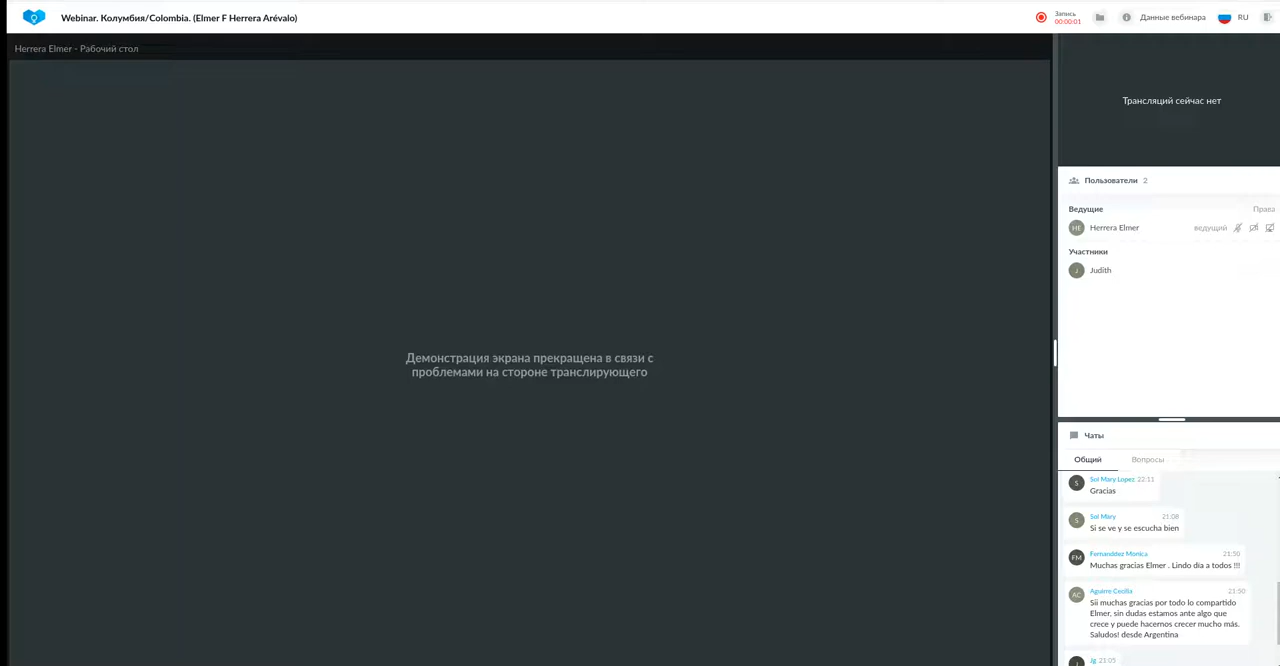 Webinar. Колумбия/Colombia. (Elmer F Herrera Arévalo)
Запись
00:00:01
Данные вебинара
RU
Herrera Elmer - Рабочий стол
Трансляций сейчас нет
Демонстрация экрана прекращена в связи с
проблемами на стороне транслирующего
Пользователи 2
Ведущие Права
HE Herrera Elmer ведущий
Участники
J Judith
Чаты
Общий Вопросы
S Sol Mary Lopez 22:11
Gracias
S Sol Mary 21:08
Si se ve y se escucha bien
FM Fernanddez Monica 21:50
Muchas gracias Elmer . Lindo dia a todos !!!
AC Aguirre Cecilia 21:50
Sii muchas gracias por todo lo compartido
Elmer, sin dudas estamos ante algo que
crece y puede hacernos crecer mucho más.
Saludos! desde Argentina
J Jg 21:05